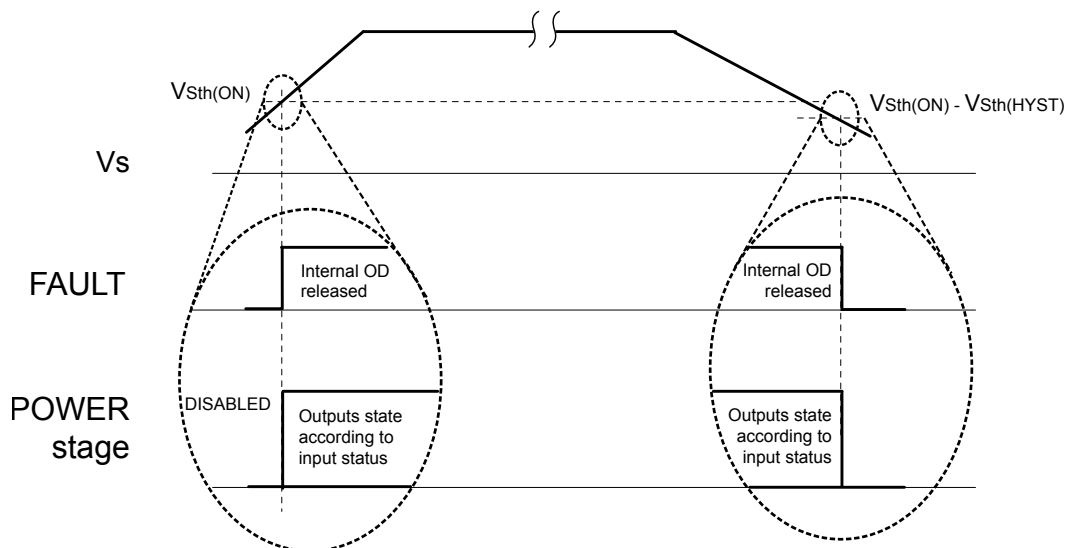 VSth(ON)
VSth(ON) - VSth(HYST)
Vs
FAULT
Internal OD
released
Internal OD
released
POWER
stage
DISABLED
Outputs state
according to
input status
Outputs state
according to
input status